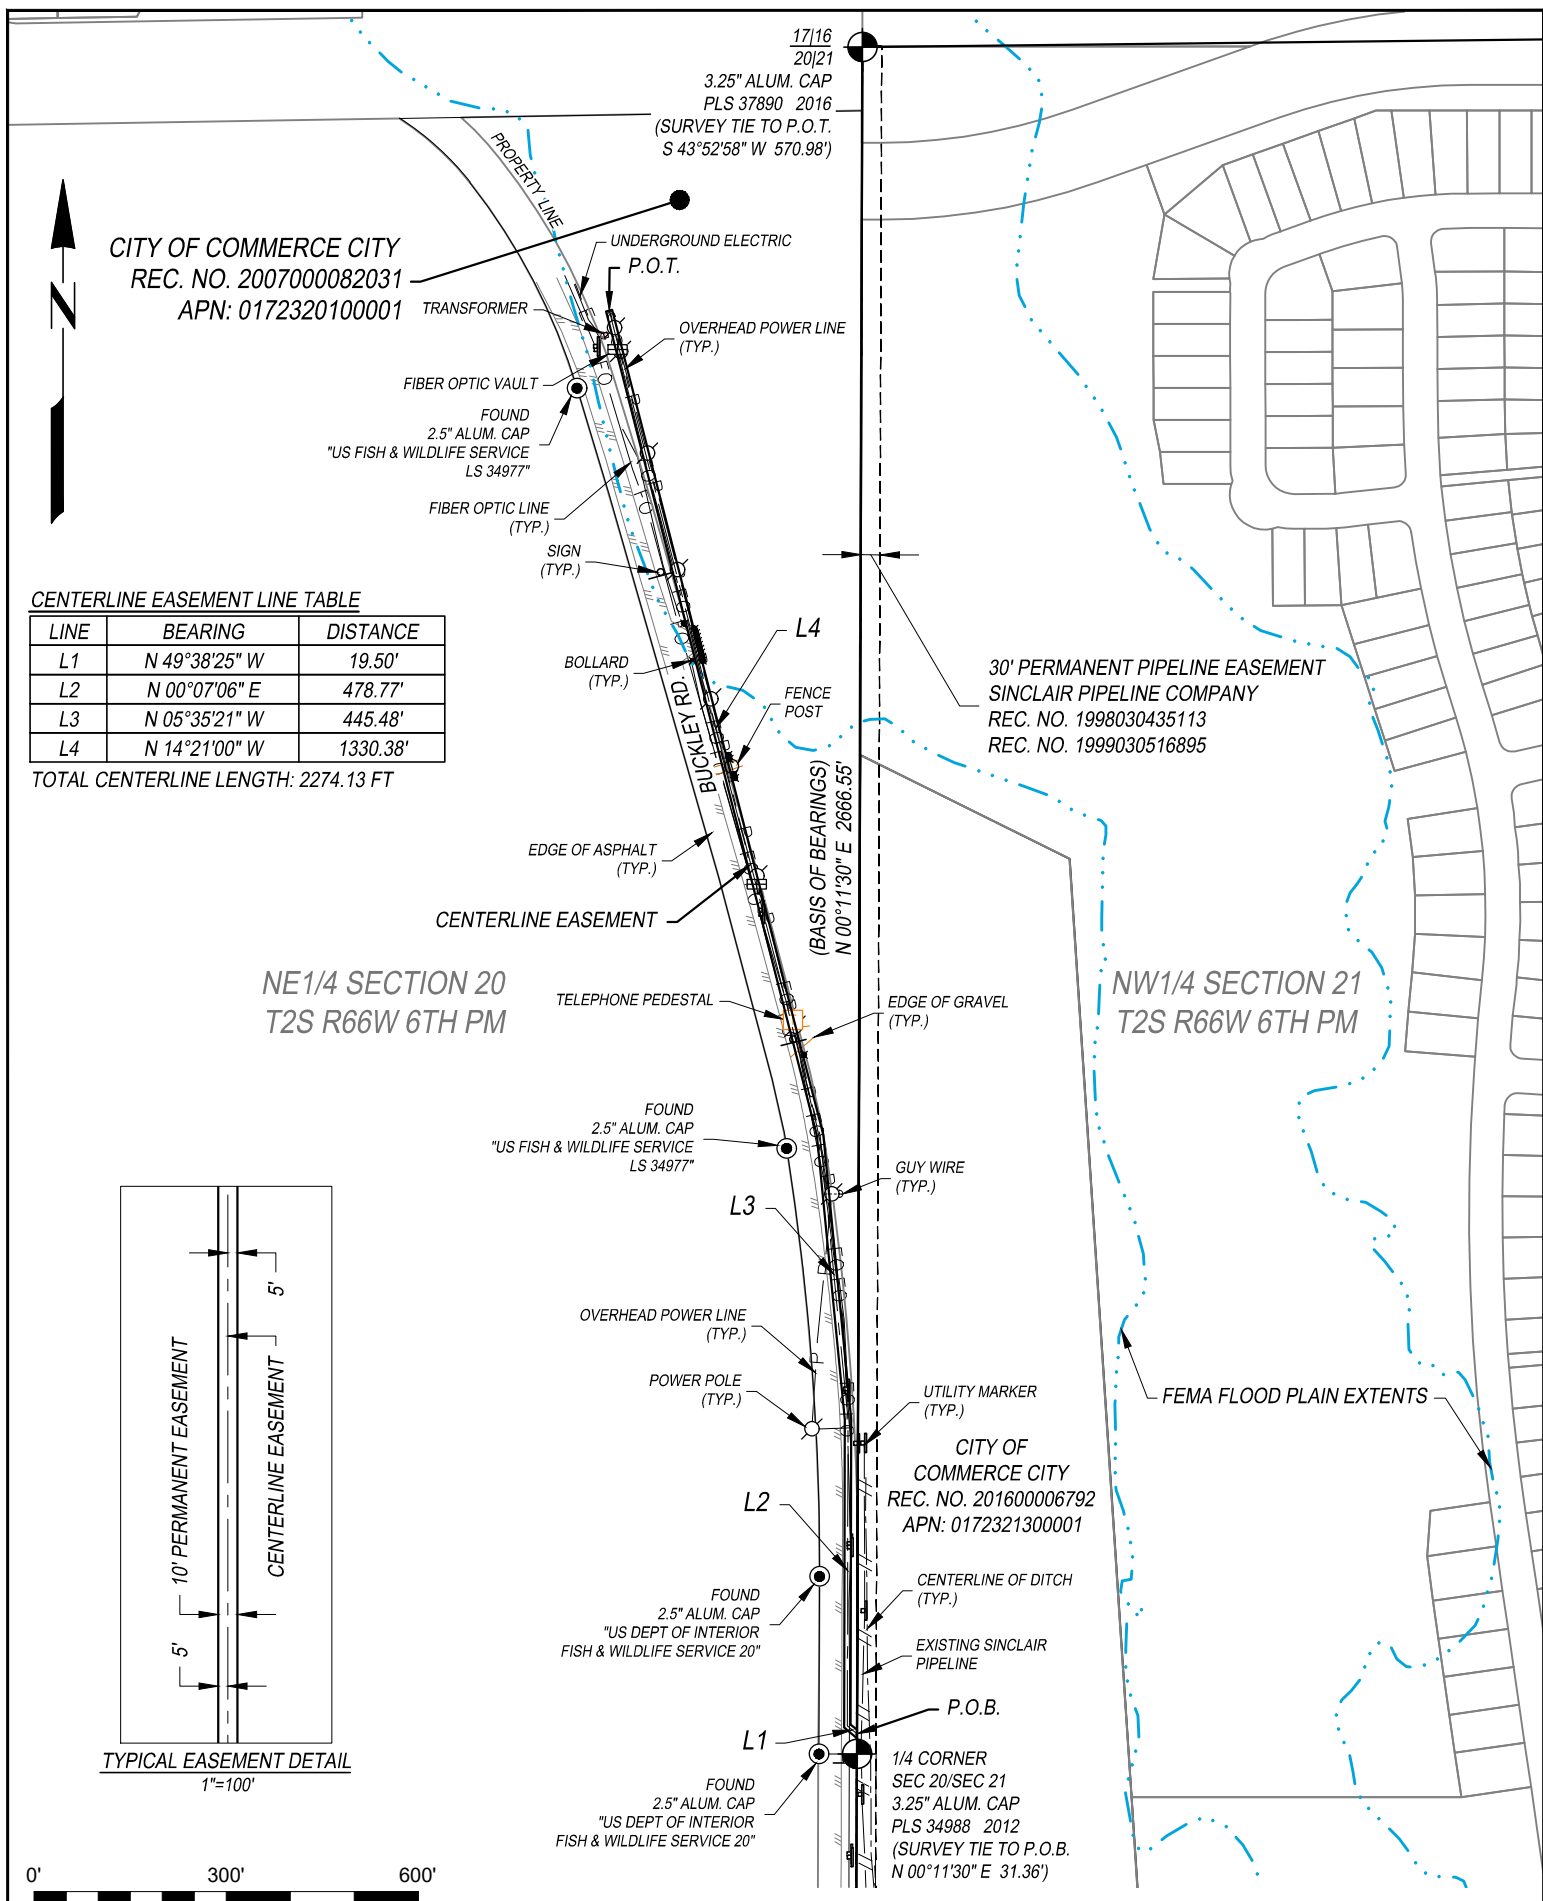 17|16
20|21
3.25" ALUM. CAP
PLS 37890 2016
(SURVEY TIE TO P.O.T.
S 43°52'58" W 570.98')
PROPERTY LINE
CITY OF COMMERCE CITY
REC. NO. 2007000082031
APN: 0172320100001
N
UNDERGROUND ELECTRIC
P.O.T.
TRANSFORMER
OVERHEAD POWER LINE
(TYP.)
FIBER OPTIC VAULT
FOUND
2.5" ALUM. CAP
"US FISH & WILDLIFE SERVICE
LS 34977"
FIBER OPTIC LINE
(TYP.)
SIGN
(TYP.)
CENTERLINE EASEMENT LINE TABLE
LINE BEARING DISTANCE
L1 N 49°38'25" W 19.50'
L2 N 00°07'06" E 478.77'
L3 N 05°35'21" W 445.48'
L4 N 14°21'00" W 1330.38'
TOTAL CENTERLINE LENGTH: 2274.13 FT
L4
BOLLARD
(TYP.)
BUCKLEY RD.
FENCE
POST
30' PERMANENT PIPELINE EASEMENT
SINCLAIR PIPELINE COMPANY
REC. NO. 1998030435113
REC. NO. 1999030516895
(BASIS OF BEARINGS)
N 00°11'30" E 2666.55'
EDGE OF ASPHALT
(TYP.)
CENTERLINE EASEMENT
NE1/4 SECTION 20
T2S R66W 6TH PM
NW1/4 SECTION 21
T2S R66W 6TH PM
TELEPHONE PEDESTAL
EDGE OF GRAVEL
(TYP.)
FOUND
2.5" ALUM. CAP
"US FISH & WILDLIFE SERVICE
LS 34977"
GUY WIRE
(TYP.)
L3
OVERHEAD POWER LINE
(TYP.)
POWER POLE
(TYP.)
UTILITY MARKER
(TYP.)
FEMA FLOOD PLAIN EXTENTS
CITY OF
COMMERCE CITY
REC. NO. 201600006792
APN: 0172321300001
L2
FOUND
2.5" ALUM. CAP
"US DEPT OF INTERIOR
FISH & WILDLIFE SERVICE 20"
CENTERLINE OF DITCH
(TYP.)
EXISTING SINCLAIR
PIPELINE
P.O.B.
L1
1/4 CORNER
SEC 20/SEC 21
3.25" ALUM. CAP
PLS 34988 2012
(SURVEY TIE TO P.O.B.
N 00°11'30" E 31.36')
FOUND
2.5" ALUM. CAP
"US DEPT OF INTERIOR
FISH & WILDLIFE SERVICE 20"
5'
10' PERMANENT EASEMENT
5'
CENTERLINE EASEMENT
TYPICAL EASEMENT DETAIL
1"=100'
0' 300' 600'